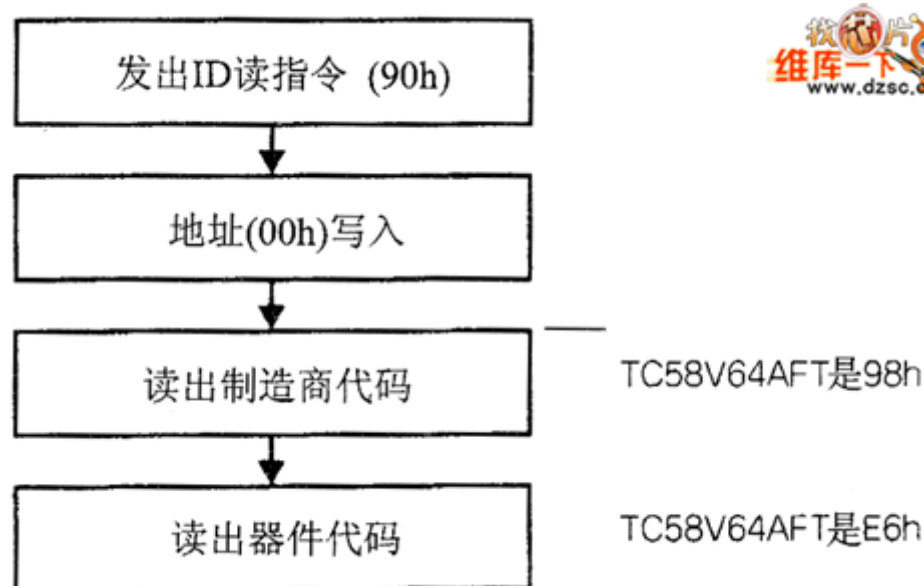 发出ID读指令 (90h)
找芯片
维库一下
www.dzsc.c
地址(00h)写入
读出制造商代码
TC58V64AFT是98h
读出器件代码
TC58V64AFT是E6h